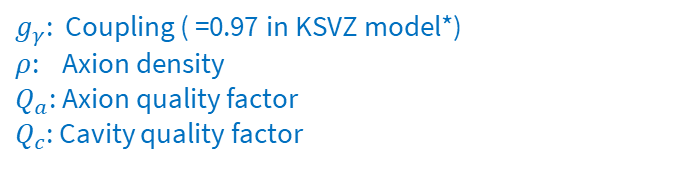 g_γ: Coupling ( =0.97 in KSVZ model*)
ρ: Axion density
Q_a: Axion quality factor
Q_c: Cavity quality factor